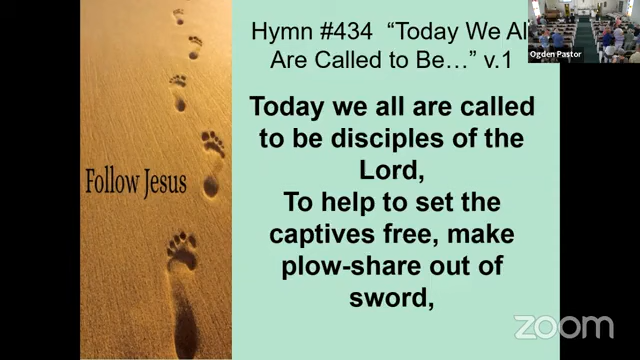 Hymn #434 “Today We All
Are Called to Be…” v.1
Ogden Pastor
Today we all are called
to be disciples of the
Lord,
To help to set the
captives free, make
plow-share out of
sword,
Follow Jesus
zoom